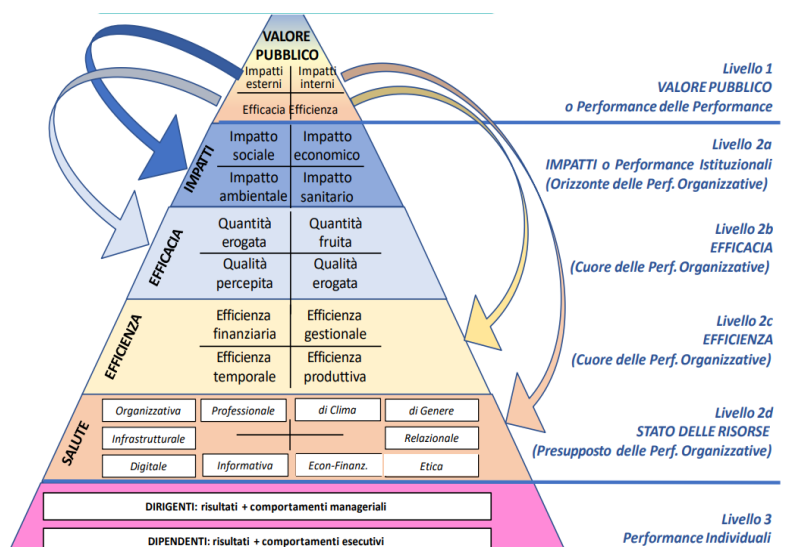 VALORE
PUBBLICO
Impatti esterni
Impatti interni
Efficacia
Efficienza
Livello 1
VALORE PUBBLICO
o Performance delle Performance
IMPATTI
Impatto sociale
Impatto economico
Impatto ambientale
Impatto sanitario
Livello 2a
IMPATTI o Performance Istituzionali
(Orizzonte delle Perf. Organizzative)
EFFICACIA
Quantità erogata
Quantità fruita
Qualità percepita
Qualità erogata
Livello 2b
EFFICACIA
(Cuore delle Perf. Organizzative)
EFFICIENZA
Efficienza finanziaria
Efficienza gestionale
Efficienza temporale
Efficienza produttiva
Livello 2c
EFFICIENZA
(Cuore delle Perf. Organizzative)
SALUTE
Organizzativa
Professionale
di Clima
di Genere
Infrastrutturale
Relazionale
Digitale
Informativa
Econ-Finanz.
Etica
Livello 2d
STATO DELLE RISORSE
(Presupposto delle Perf. Organizzative)
DIRIGENTI: risultati + comportamenti manageriali
DIPENDENTI: risultati + comportamenti esecutivi
Livello 3
Performance Individuali